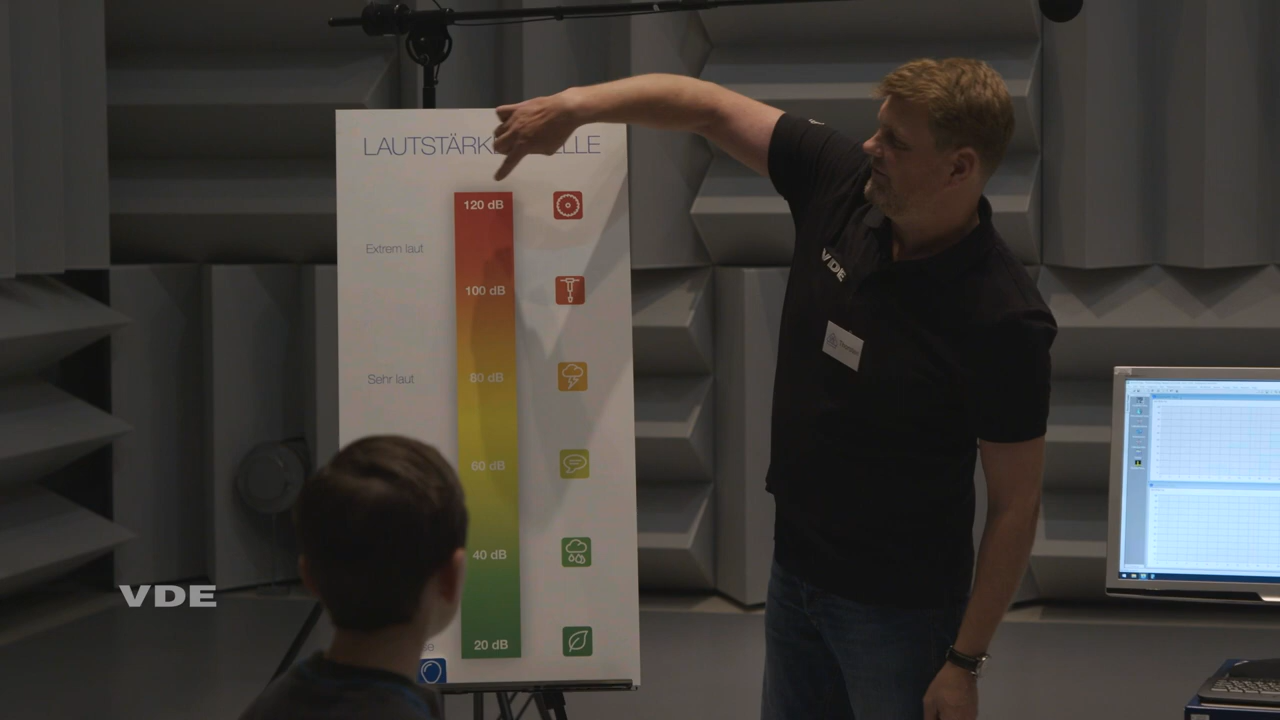 LAUTSTÄRK ELLE
120 dB
Extrem laut
100 dB
Sehr laut
80 dB
60 dB
40 dB
20 dB
VDE
VDE